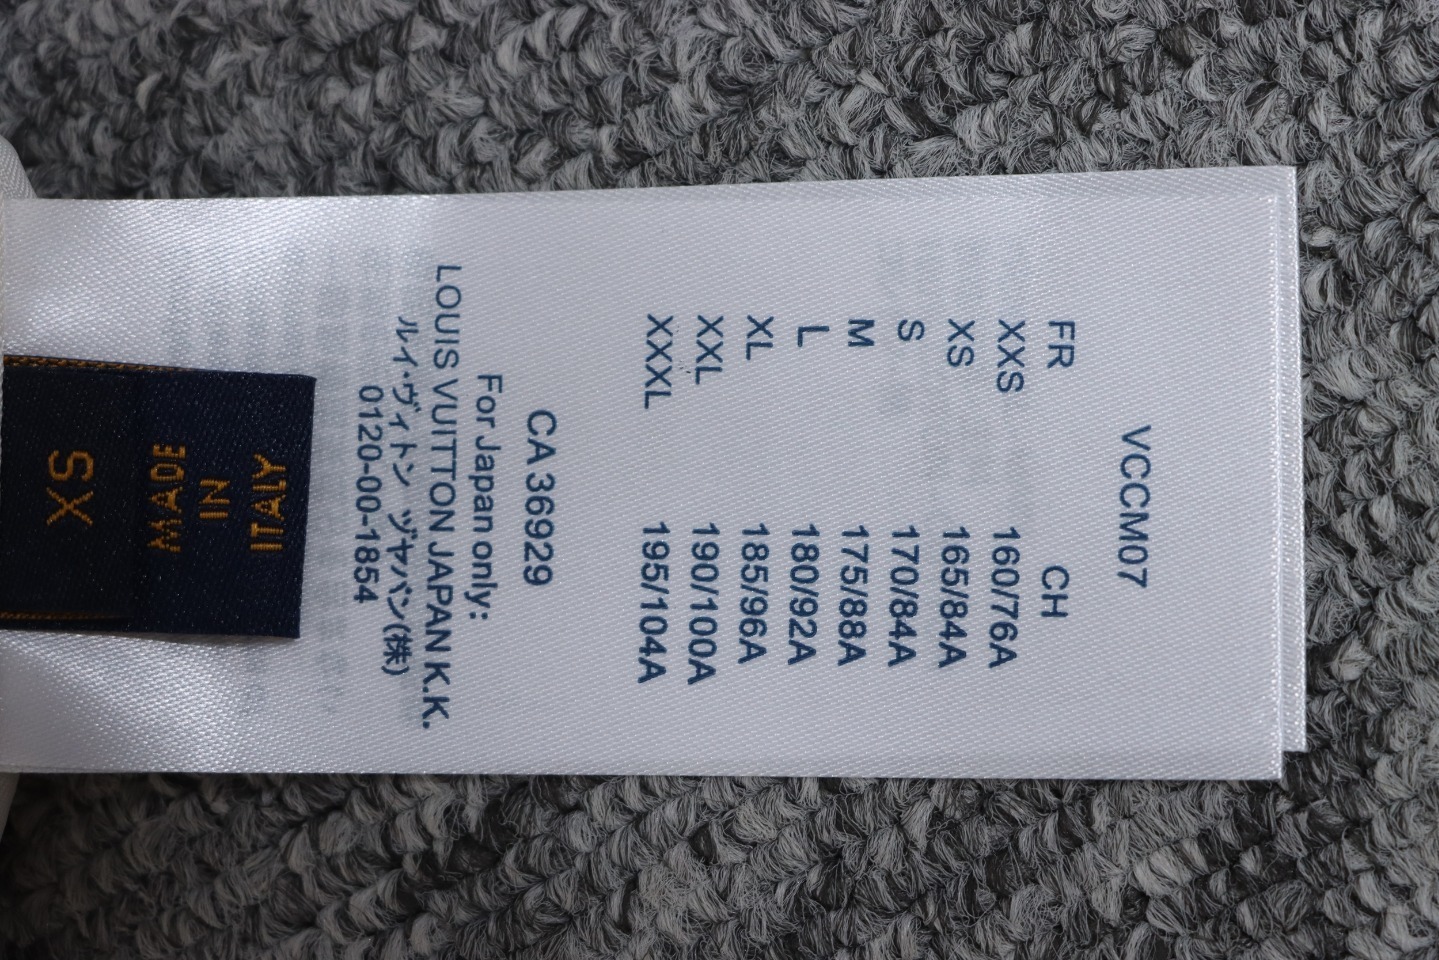 VCCM07
FR CH
XXS 160/76A
XS 165/84A
S 170/84A
M 175/88A
L 180/92A
XL 185/96A
XXL 190/100A
XXXL 195/104A
CA 36929
For Japan only:
LOUIS VUITTON JAPAN K.K.
ルイ・ヴィトン ヅヤパン(株)
0120-00-1854
XS
MADE
IN
ITALY